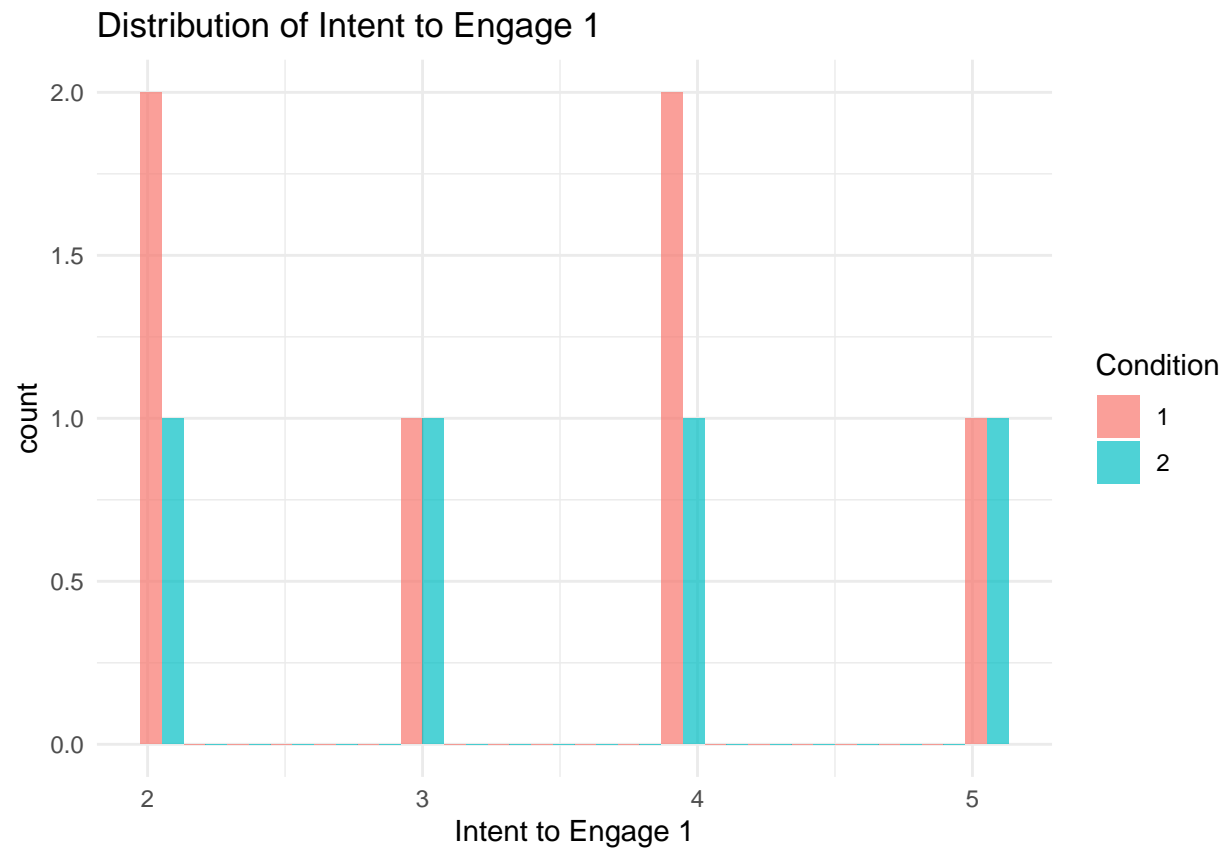 Distribution of Intent to Engage 1
2.0
1.5
1.0
0.5
0.0
count
2 3 4 5
Intent to Engage 1
Condition
1
2